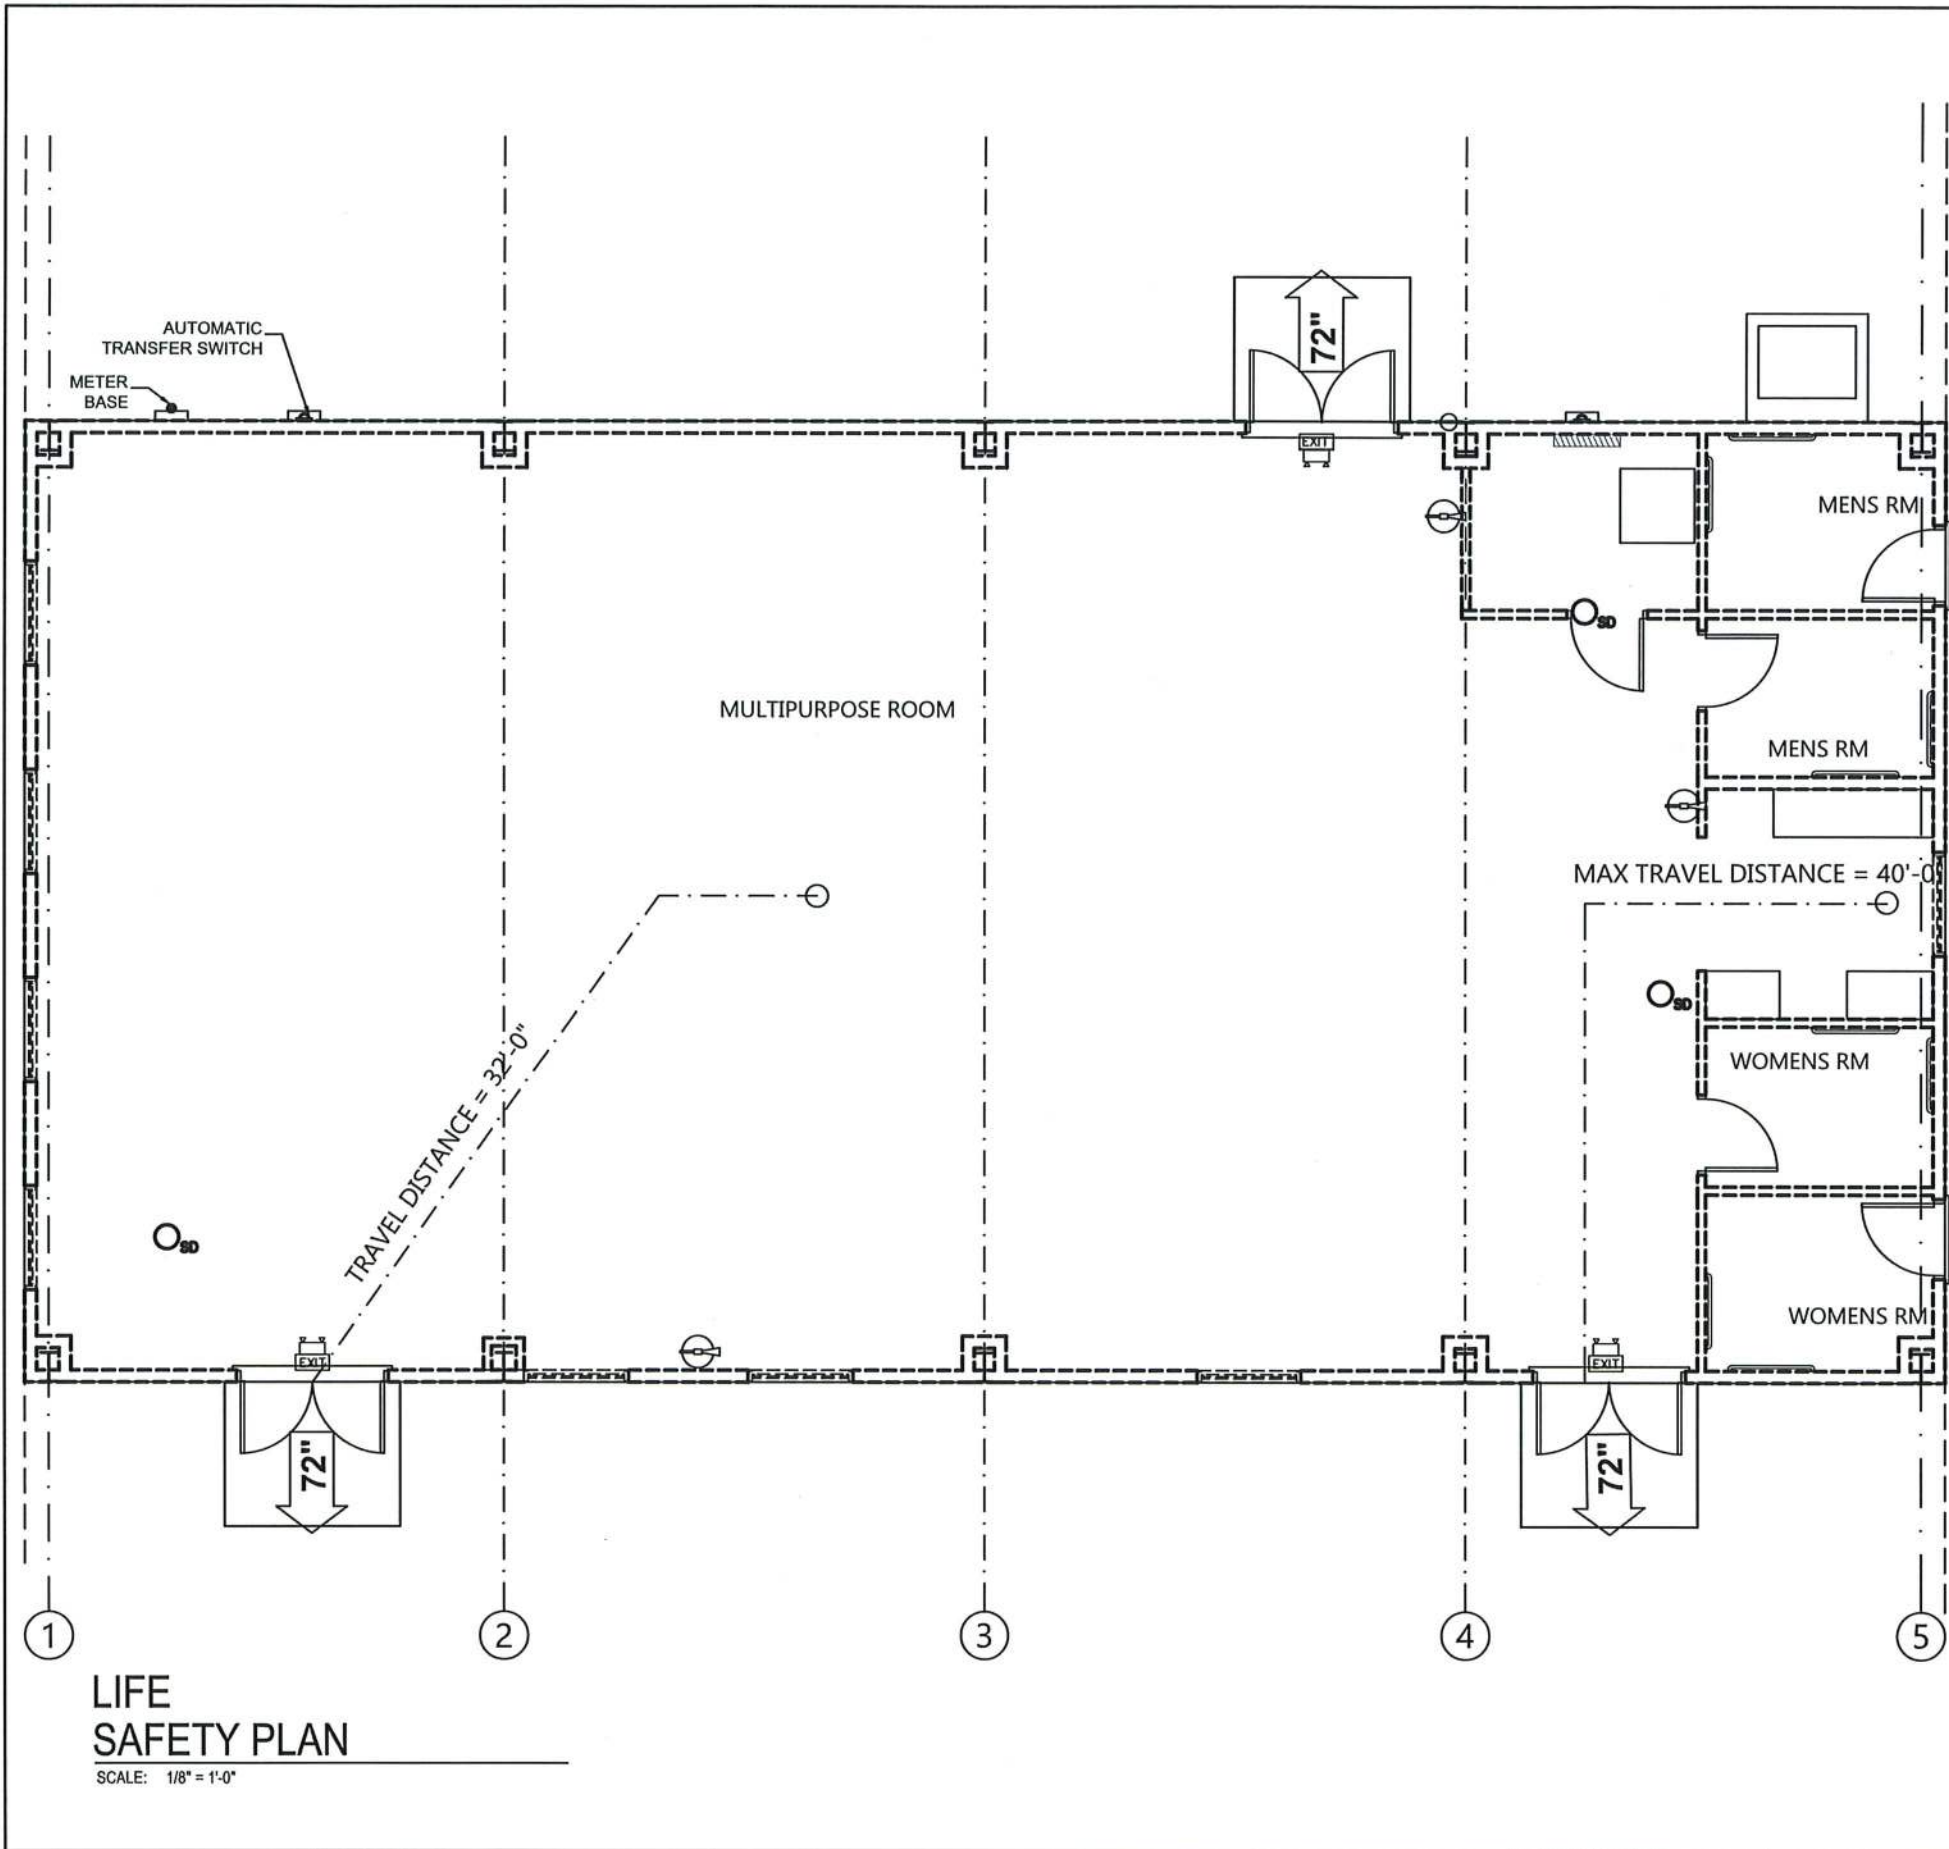 AUTOMATIC
TRANSFER SWITCH
METER
BASE
72"
EXIT
MENS RM
SD
MULTIPURPOSE ROOM
MENS RM
MAX TRAVEL DISTANCE = 40'-0
SD
TRAVEL DISTANCE = 32'-0"
WOMENS RM
SD
WOMENS RM
EXIT
EXIT
72"
72"
1
2
3
4
5
LIFE
SAFETY PLAN
SCALE: 1/8" = 1'-0"